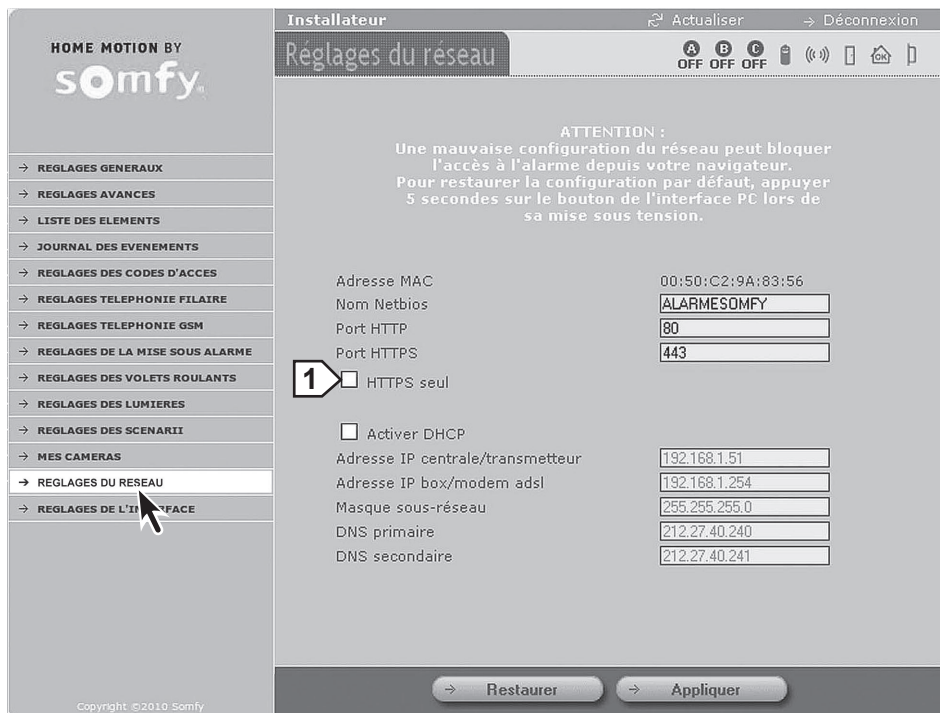 Installateur
Actualiser
Déconnexion
HOME MOTION BY
somfy
Réglages du réseau
A B C
OFF OFF OFF
OK
ATTENTION :
Une mauvaise configuration du réseau peut bloquer
l'accès à l'alarme depuis votre navigateur.
Pour restaurer la configuration par défaut, appuyer
5 secondes sur le bouton de l'interface PC lors de
sa mise sous tension.
→ REGLAGES GENERAUX
→ REGLAGES AVANCES
→ LISTE DES ELEMENTS
→ JOURNAL DES EVENEMENTS
→ REGLAGES DES CODES D'ACCES
→ REGLAGES TELEPHONIE FILAIRE
→ REGLAGES TELEPHONIE GSM
→ REGLAGES DE LA MISE SOUS ALARME
→ REGLAGES DES VOLETS ROULANTS
→ REGLAGES DES LUMIERES
→ REGLAGES DES SCENARII
→ MES CAMERAS
→ REGLAGES DU RESEAU
→ REGLAGES DE
Adresse MAC 00:50:C2:9A:83:56
Nom Netbios ALARMESOMFY
Port HTTP 80
Port HTTPS 443
1 HTTPS seul
Activer DHCP
Adresse IP centrale/transmetteur 192.168.1.51
Adresse IP box/modem adsl 192.168.1.254
Masque sous-réseau 255.255.255.0
DNS primaire 212.27.40.240
DNS secondaire 212.27.40.241
→ Restaurer
→ Appliquer
Copyright ©2010 Somfy